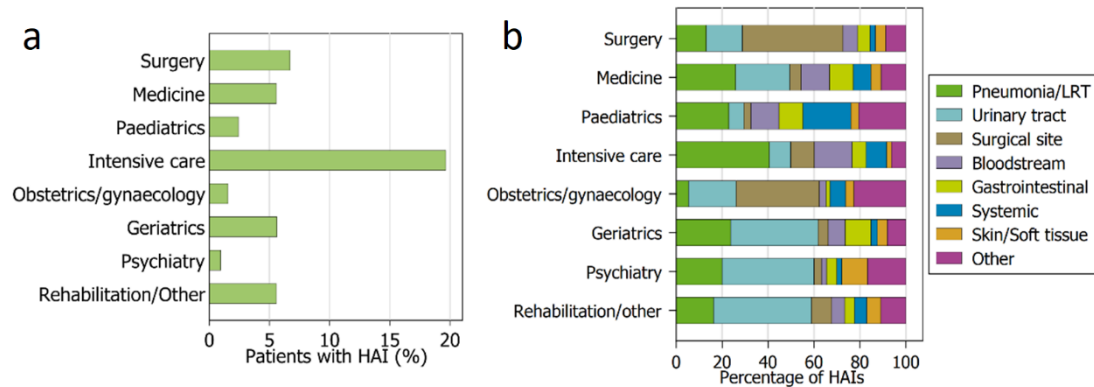 a
Surgery
Medicine
Paediatrics
Intensive care
Obstetrics/gynaecology
Geriatrics
Psychiatry
Rehabilitation/Other
0 5 10 15 20
Patients with HAI (%)
b
Surgery
Medicine
Paediatrics
Intensive care
Obstetrics/gynaecology
Geriatrics
Psychiatry
Rehabilitation/other
0 20 40 60 80 100
Percentage of HAIs
Pneumonia/LRT
Urinary tract
Surgical site
Bloodstream
Gastrointestinal
Systemic
Skin/Soft tissue
Other